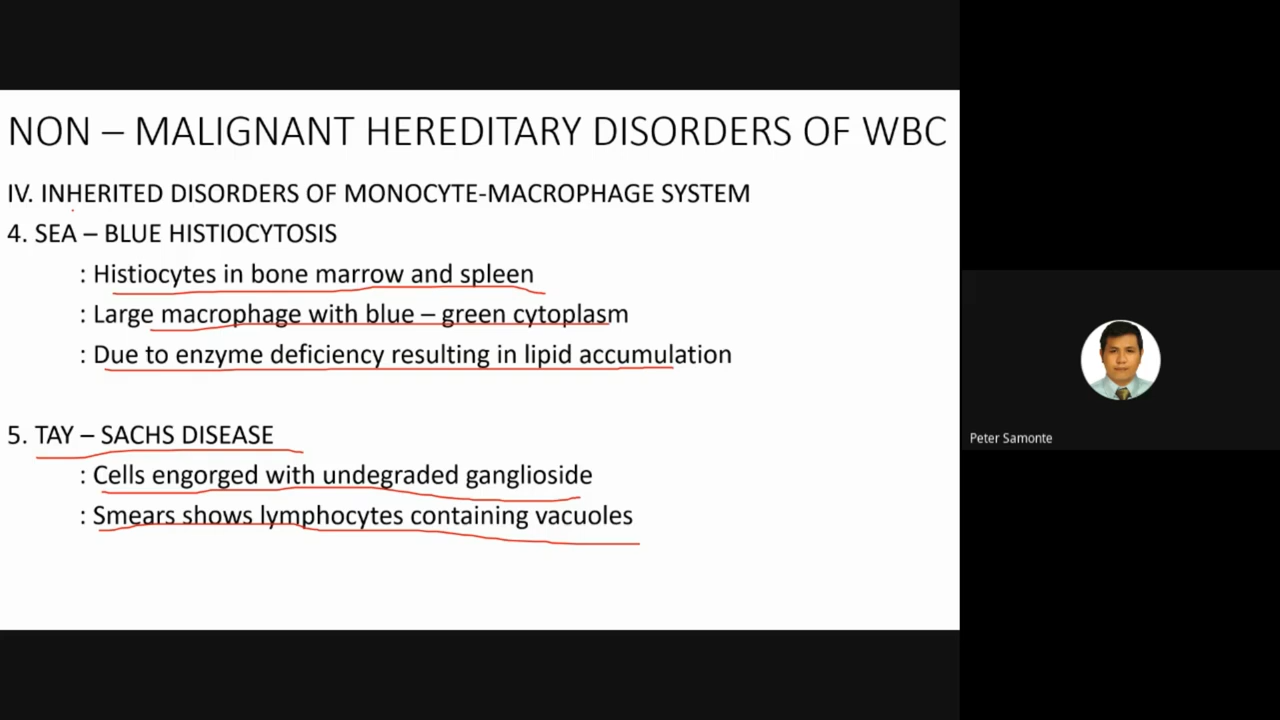 NON – MALIGNANT HEREDITARY DISORDERS OF WBC
IV. INHERITED DISORDERS OF MONOCYTE-MACROPHAGE SYSTEM
4. SEA – BLUE HISTIOCYTOSIS
: Histiocytes in bone marrow and spleen
: Large macrophage with blue – green cytoplasm
: Due to enzyme deficiency resulting in lipid accumulation
5. TAY – SACHS DISEASE
: Cells engorged with undegraded ganglioside
: Smears shows lymphocytes containing vacuoles
Peter Samonte